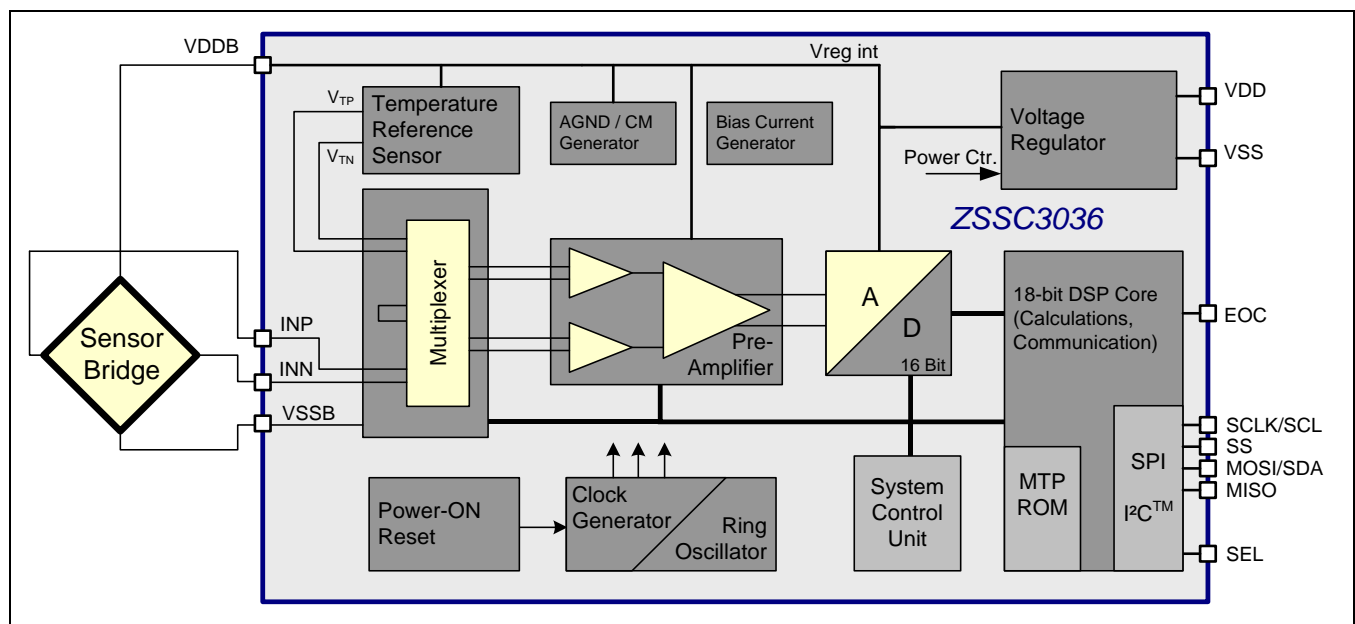 VDDB
Vreg int
VTP
Temperature
Reference
Sensor
VTN
AGND / CM
Generator
Bias Current
Generator
Voltage
Regulator
VDD
VSS
Power Ctr.
ZSSC3036
Multiplexer
Pre-
Amplifier
A
D
16 Bit
18-bit DSP Core
(Calculations,
Communication)
EOC
Sensor
Bridge
INP
INN
VSSB
SCLK/SCL
SS
MOSI/SDA
MISO
SEL
SPI
I²C™
MTP
ROM
System
Control
Unit
Power-ON
Reset
Clock
Generator
Ring
Oscillator